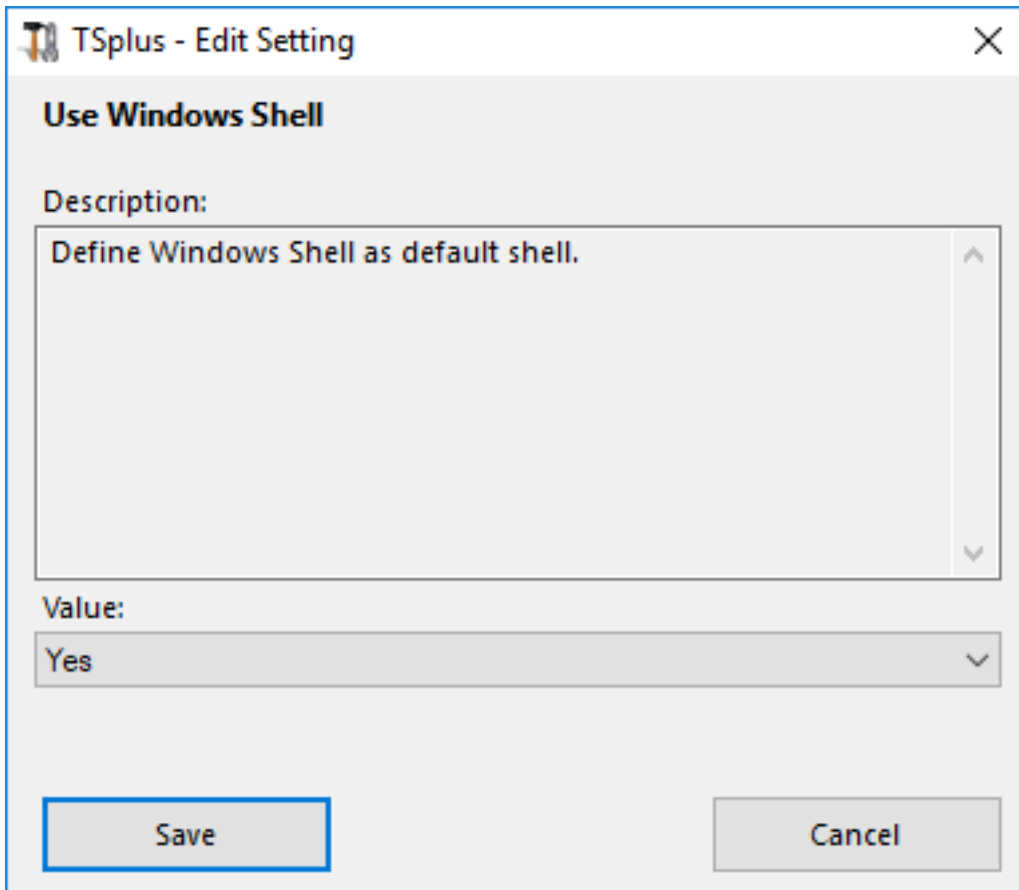 TSplus - Edit Setting
Use Windows Shell
Description:
Define Windows Shell as default shell.
Value:
Yes
Save
Cancel